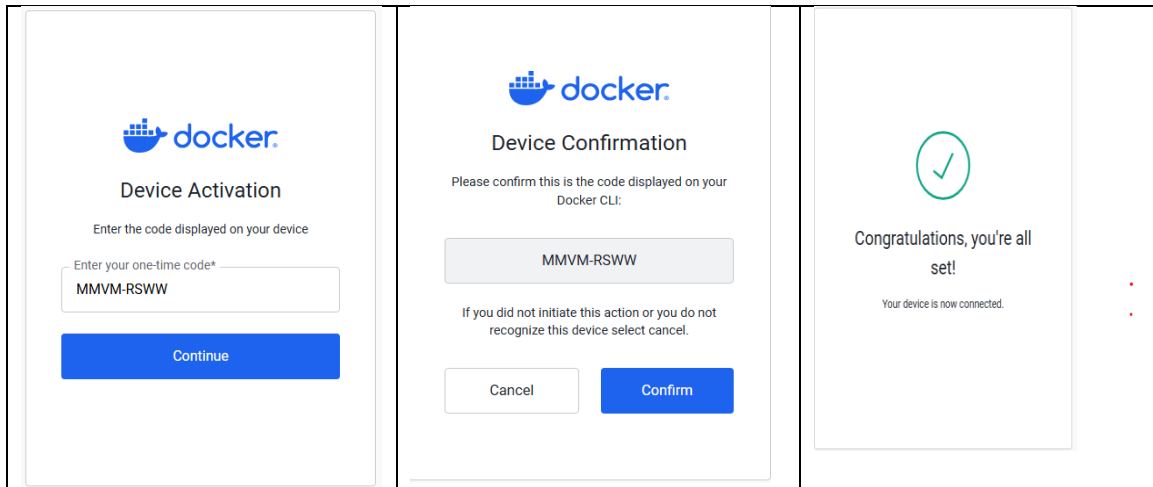 docker.
Device Activation
Enter the code displayed on your device
Enter your one-time code*
MMVM-RSWW
Continue
docker.
Device Confirmation
Please confirm this is the code displayed on your
Docker CLI:
MMVM-RSWW
If you did not initiate this action or you do not
recognize this device select cancel.
Cancel
Confirm
Congratulations, you're all
set!
Your device is now connected.